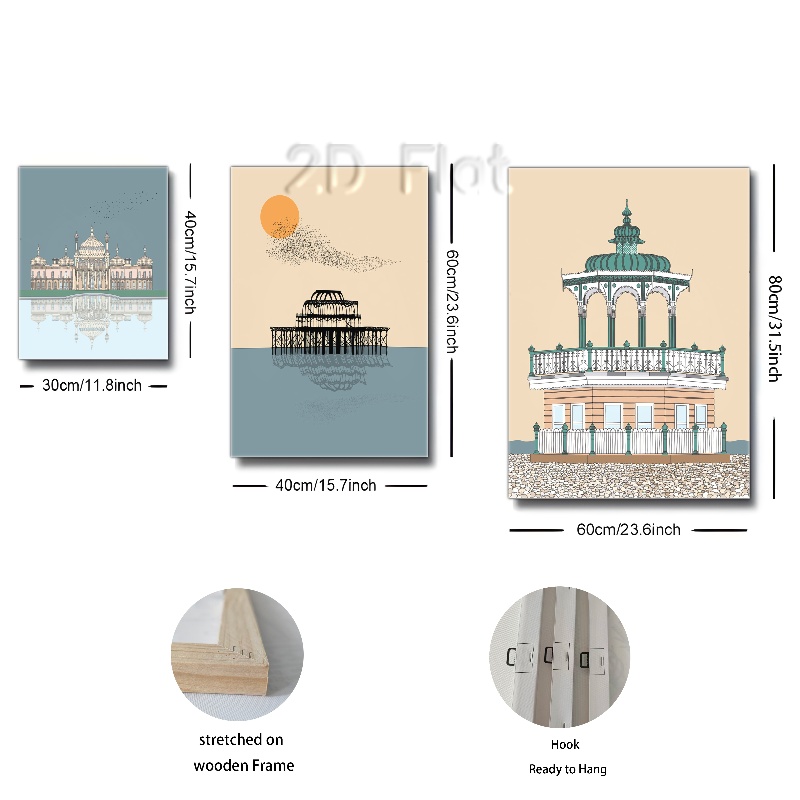 2D Flat
40cm/15.7inch
30cm/11.8inch
60cm/23.6inch
40cm/15.7inch
80cm/31.5inch
60cm/23.6inch
stretched on
wooden Frame
Hook
Ready to Hang